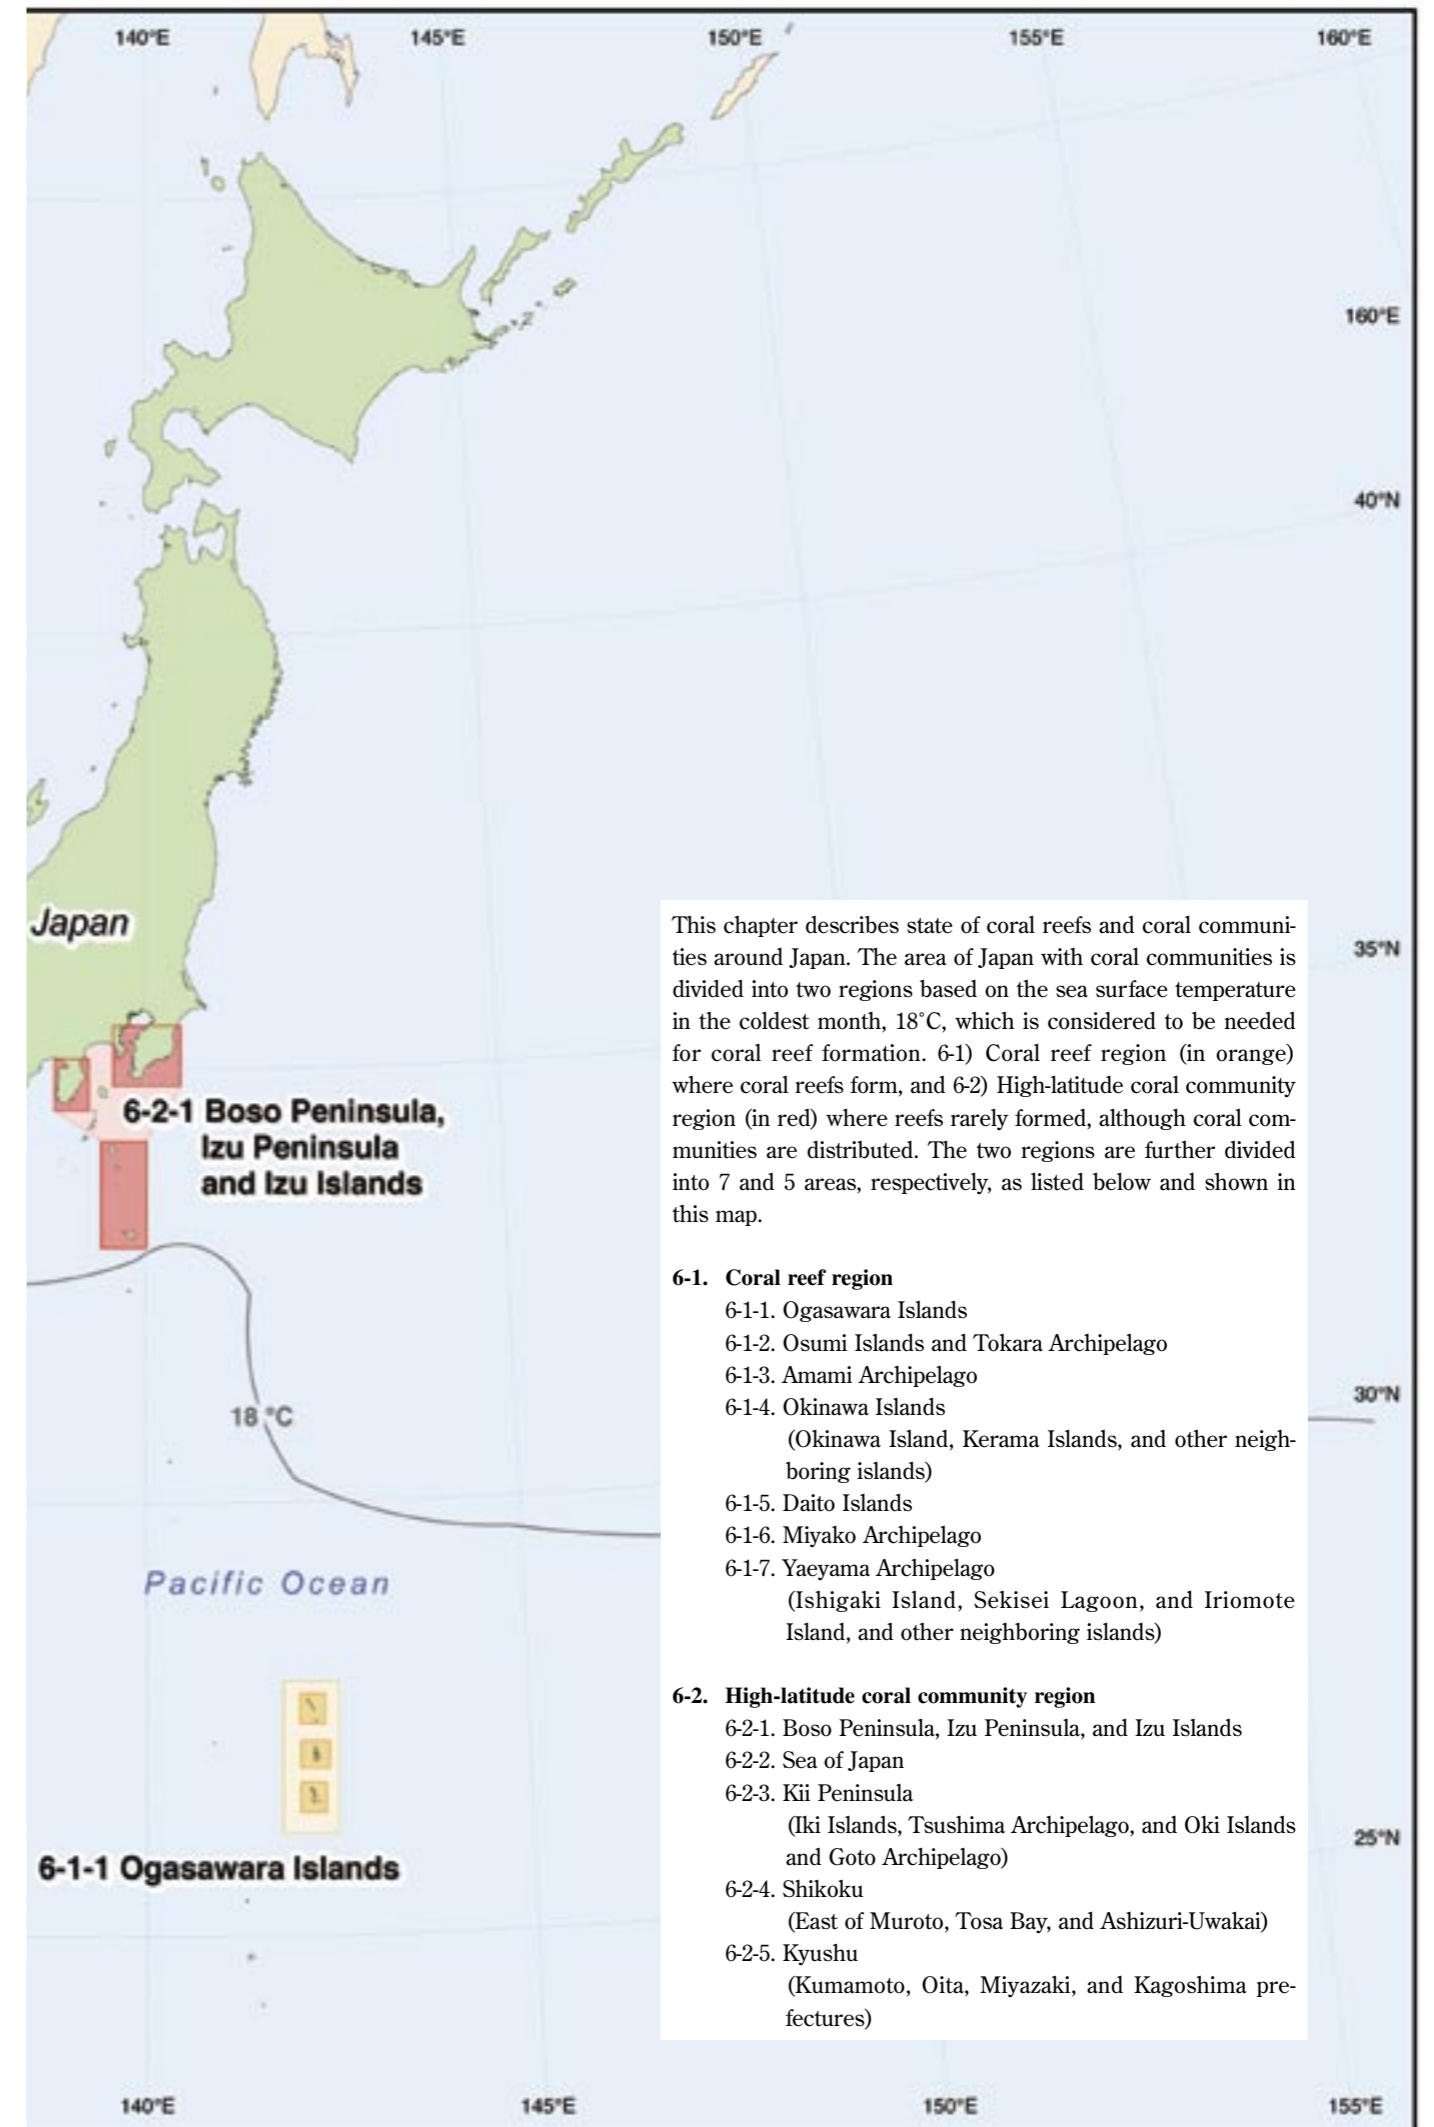 140°E 145°E 150°E 155°E 160°E
160°E
40°N
Japan
35°N
6-2-1 Boso Peninsula,
Izu Peninsula
and Izu Islands
18 °C
30°N
Pacific Ocean
6-1-1 Ogasawara Islands
25°N
This chapter describes state of coral reefs and coral communi-
ties around Japan. The area of Japan with coral communities is
divided into two regions based on the sea surface temperature
in the coldest month, 18˚C, which is considered to be needed
for coral reef formation. 6-1) Coral reef region (in orange)
where coral reefs form, and 6-2) High-latitude coral community
region (in red) where reefs rarely formed, although coral com-
munities are distributed. The two regions are further divided
into 7 and 5 areas, respectively, as listed below and shown in
this map.
6-1. Coral reef region
6-1-1. Ogasawara Islands
6-1-2. Osumi Islands and Tokara Archipelago
6-1-3. Amami Archipelago
6-1-4. Okinawa Islands
(Okinawa Island, Kerama Islands, and other neigh-
boring islands)
6-1-5. Daito Islands
6-1-6. Miyako Archipelago
6-1-7. Yaeyama Archipelago
(Ishigaki Island, Sekisei Lagoon, and Iriomote
Island, and other neighboring islands)
6-2. High-latitude coral community region
6-2-1. Boso Peninsula, Izu Peninsula, and Izu Islands
6-2-2. Sea of Japan
6-2-3. Kii Peninsula
(Iki Islands, Tsushima Archipelago, and Oki Islands
and Goto Archipelago)
6-2-4. Shikoku
(East of Muroto, Tosa Bay, and Ashizuri-Uwakai)
6-2-5. Kyushu
(Kumamoto, Oita, Miyazaki, and Kagoshima pre-
fectures)
140°E 145°E 150°E 155°E